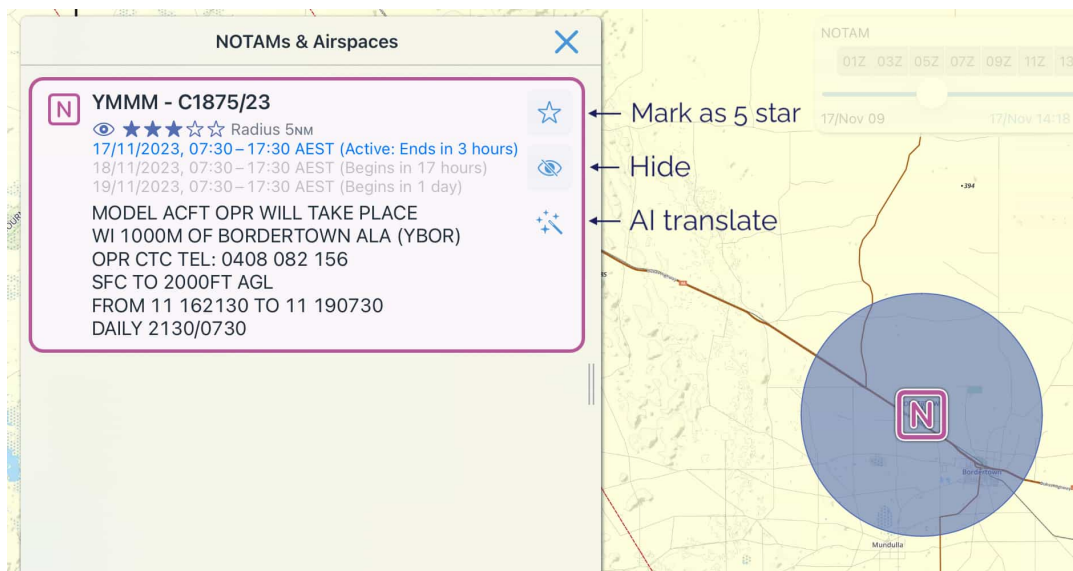 NOTAMs & Airspaces
N
YMMM - C1875/23
Radius 5NM
17/11/2023, 07:30 – 17:30 AEST (Active: Ends in 3 hours)
18/11/2023, 07:30 – 17:30 AEST (Begins in 17 hours)
19/11/2023, 07:30 – 17:30 AEST (Begins in 1 day)
MODEL ACFT OPR WILL TAKE PLACE
WI 1000M OF BORDERTOWN ALA (YBOR)
OPR CTC TEL: 0408 082 156
SFC TO 2000FT AGL
FROM 11 162130 TO 11 190730
DAILY 2130/0730
Mark as 5 star
Hide
AI translate
NOTAM
01Z 03Z 05Z 07Z 09Z 11Z 13
17/Nov 09 17/Nov 14:18
394
N
Bordertown
Mundulla